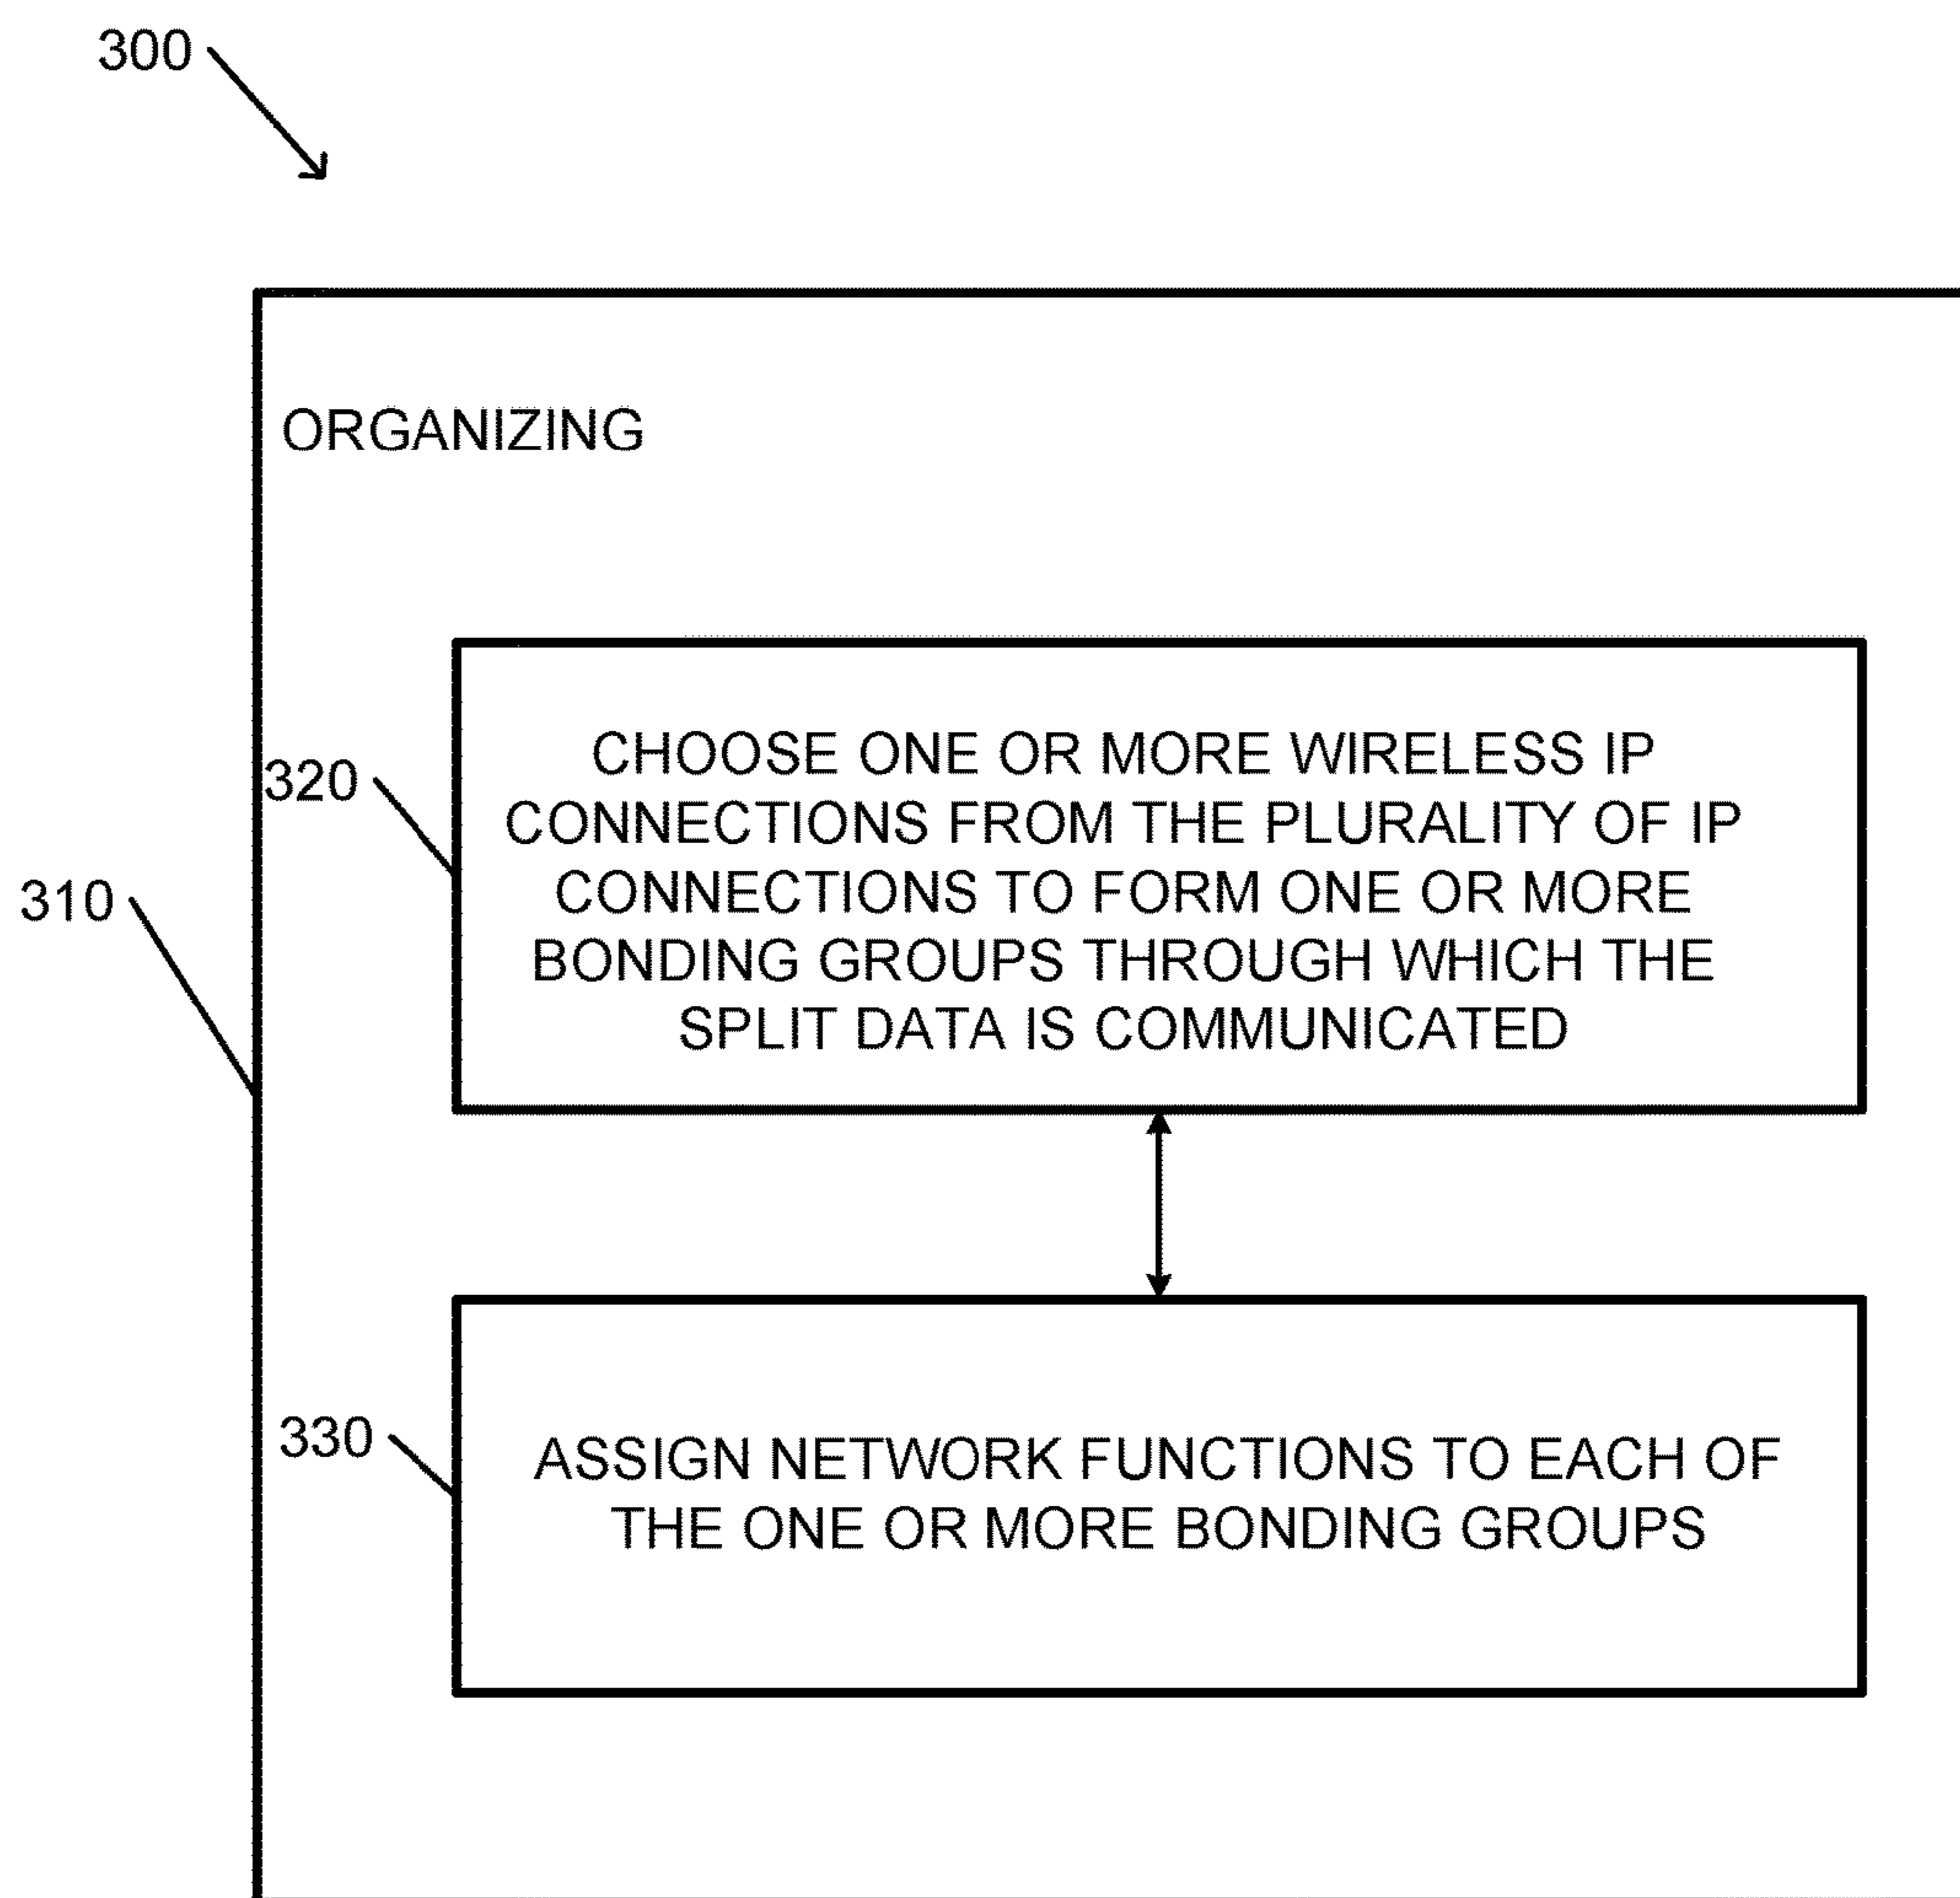 300
ORGANIZING
320
CHOOSE ONE OR MORE WIRELESS IP
CONNECTIONS FROM THE PLURALITY OF IP
CONNECTIONS TO FORM ONE OR MORE
BONDING GROUPS THROUGH WHICH THE
SPLIT DATA IS COMMUNICATED
310
330
ASSIGN NETWORK FUNCTIONS TO EACH OF
THE ONE OR MORE BONDING GROUPS